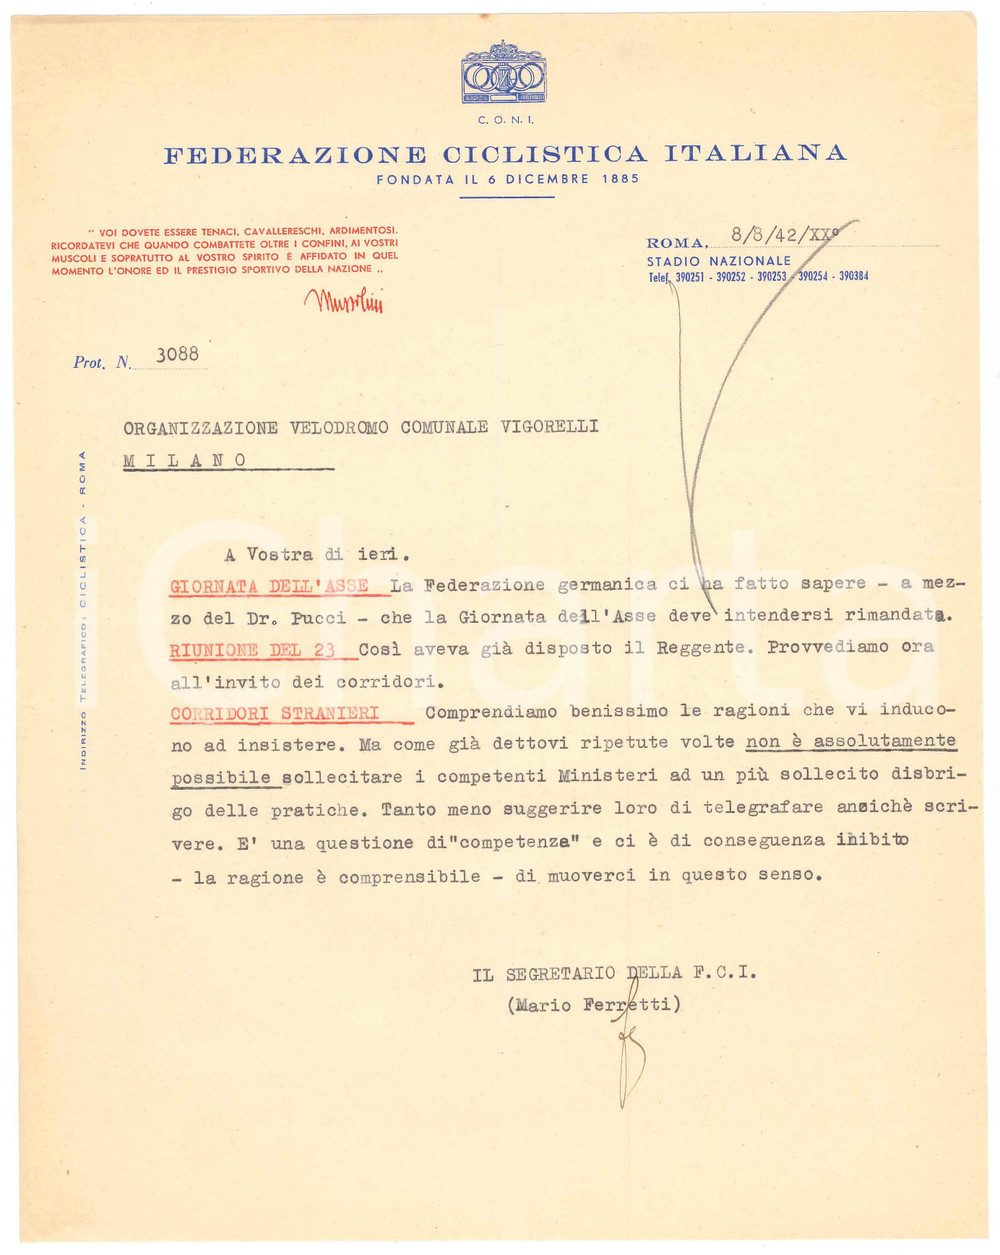 C. O. N. I.
FEDERAZIONE CICLISTICA ITALIANA
FONDATA IL 6 DICEMBRE 1885
" VOI DOVETE ESSERE TENACI, CAVALLERESCHI, ARDIMENTOSI.
RICORDATEVI CHE QUANDO COMBATTETE OLTRE I CONFINI, AI VOSTRI
MUSCOLI E SOPRATUTTO AL VOSTRO SPIRITO È AFFIDATO IN QUEL
MOMENTO L'ONORE ED IL PRESTIGIO SPORTIVO DELLA NAZIONE „
Mussolini
ROMA, 8/8/42/XXº
STADIO NAZIONALE
Telef. 390251 - 390252 - 390253 - 390254 - 390384
Prot. N. 3088
ORGANIZZAZIONE VELODROMO COMUNALE VIGORELLI
M I L A N O
INDIRIZZO TELEGRAFICO: CICLISTICA - ROMA
A Vostra di ieri.
GIORNATA DELL'ASSE La Federazione germanica ci ha fatto sapere - a mez-
zo del Dr. Pucci - che la Giornata dell'Asse deve intendersi rimandata.
RIUNIONE DEL 23 Così aveva già disposto il Reggente. Provvediamo ora
all'invito dei corridori.
CORRIDORI STRANIERI Comprendiamo benissimo le ragioni che vi induco-
no ad insistere. Ma come già dettovi ripetute volte non è assolutamente
possibile sollecitare i competenti Ministeri ad un più sollecito disbri-
go delle pratiche. Tanto meno suggerire loro di telegrafare anzichè scri-
vere. E' una questione di"competenza" e ci è di conseguenza inibito
- la ragione è comprensibile - di muoverci in questo senso.
IL SEGRETARIO DELLA F.C.I.
(Mario Ferretti)
iCharta